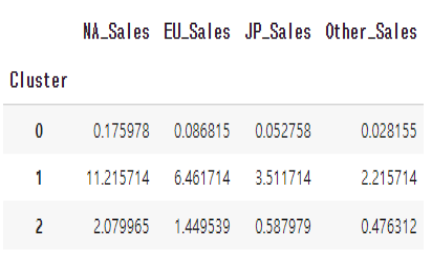 NA_Sales EU_Sales JP_Sales Other_Sales
Cluster
0 0.175978 0.086815 0.052758 0.028155
1 11.215714 6.461714 3.511714 2.215714
2 2.079965 1.449539 0.587979 0.476312